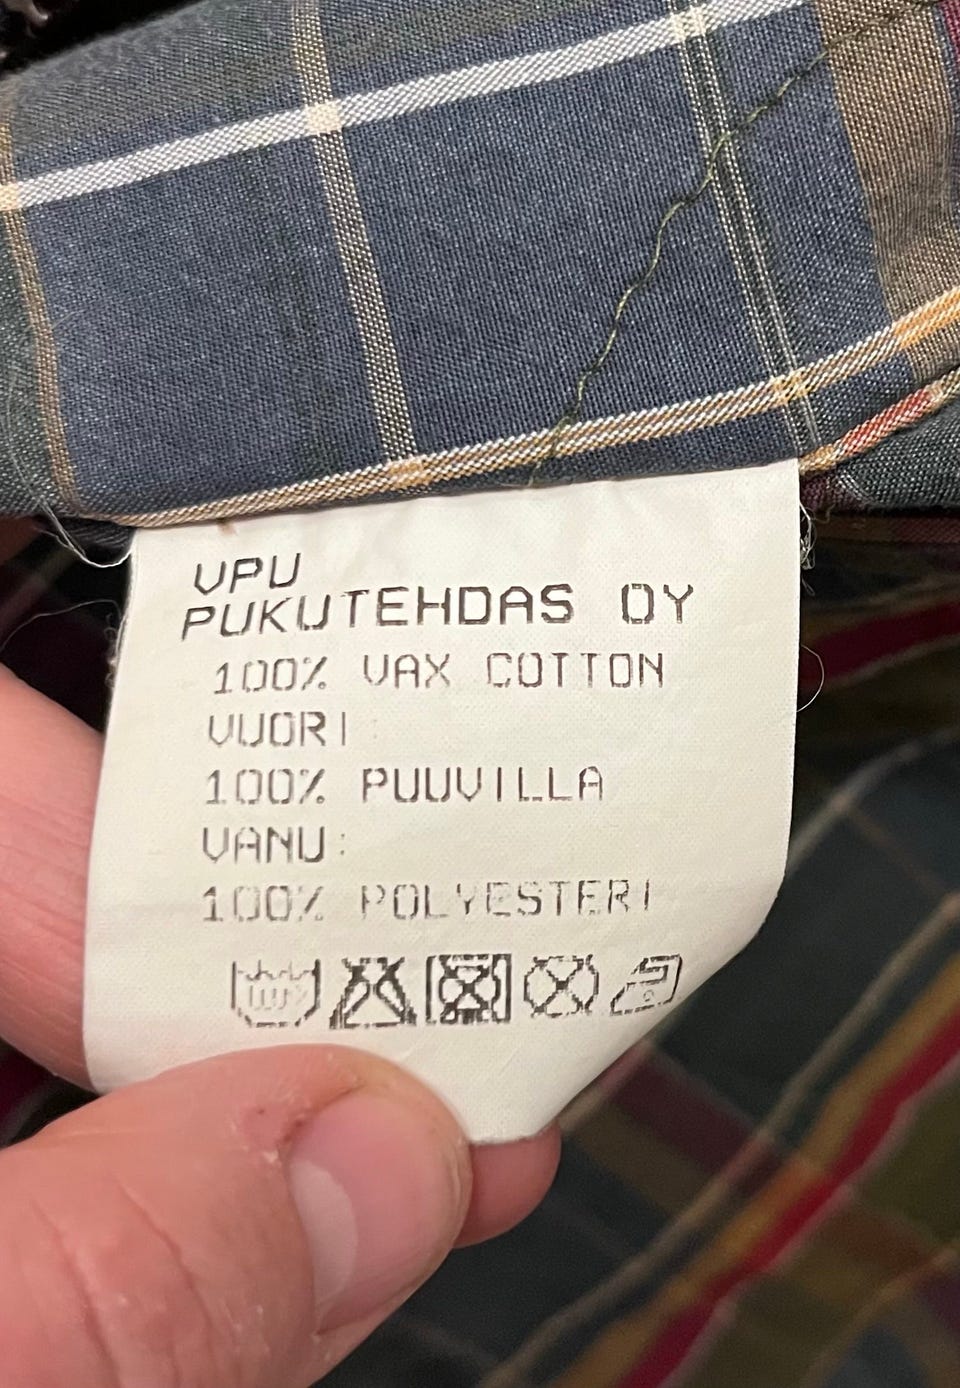 VPU
PUKUTEHDAS OY
100% VAX COTTON
VUORI:
100% PUUVILLA
VANU:
100% POLYESTERI